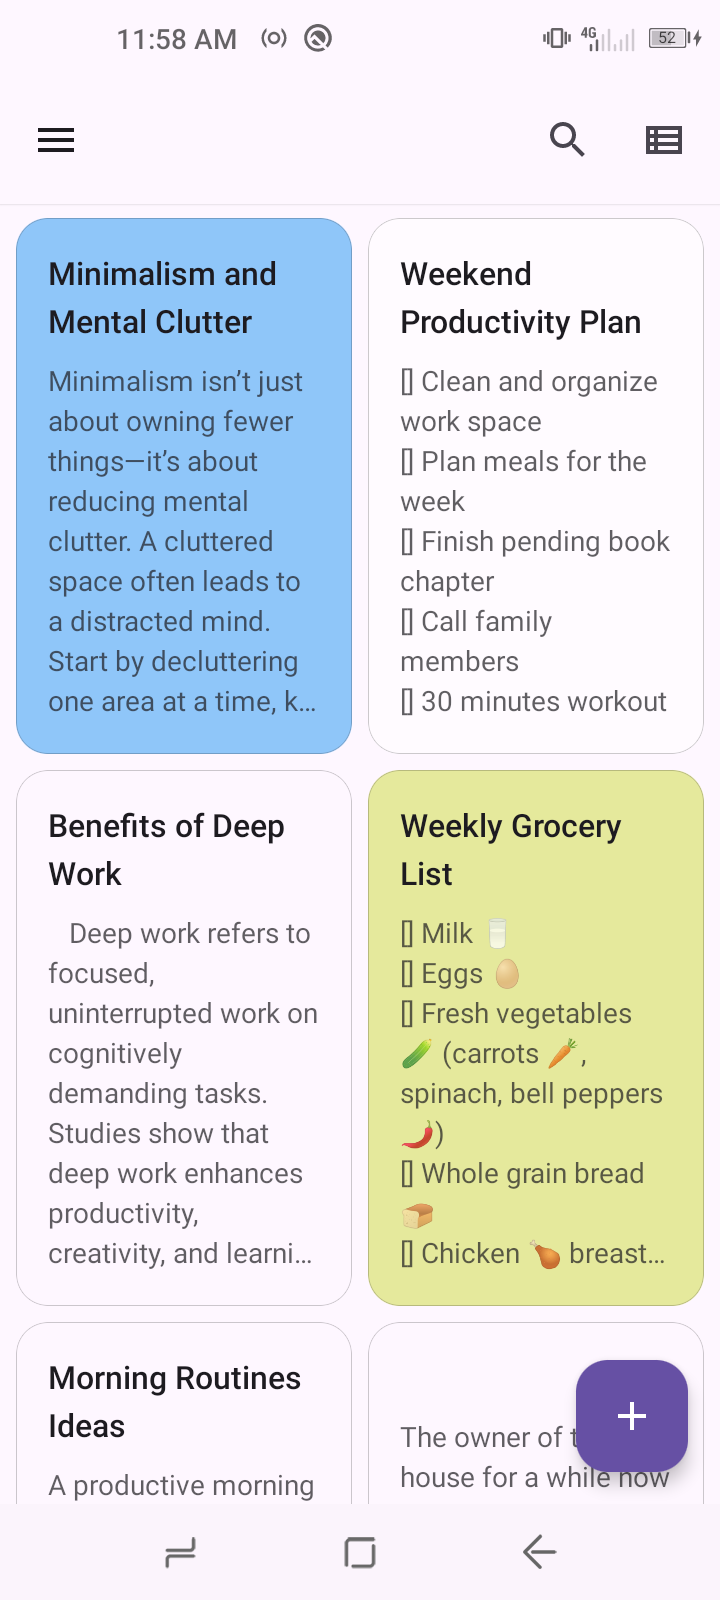 11:58 AM
4G
52
Minimalism and
Mental Clutter
Minimalism isn’t just
about owning fewer
things—it’s about
reducing mental
clutter. A cluttered
space often leads to
a distracted mind.
Start by decluttering
one area at a time, k…
Weekend
Productivity Plan
[] Clean and organize
work space
[] Plan meals for the
week
[] Finish pending book
chapter
[] Call family
members
[] 30 minutes workout
Benefits of Deep
Work
Deep work refers to
focused,
uninterrupted work on
cognitively
demanding tasks.
Studies show that
deep work enhances
productivity,
creativity, and learni…
Weekly Grocery
List
[] Milk 🥛
[] Eggs 🥚
[] Fresh vegetables
🥒 (carrots 🥕,
spinach, bell peppers
🌶️)
[] Whole grain bread
🍞
[] Chicken 🍗 breast…
Morning Routines
Ideas
A productive morning
The owner of
house for a while now